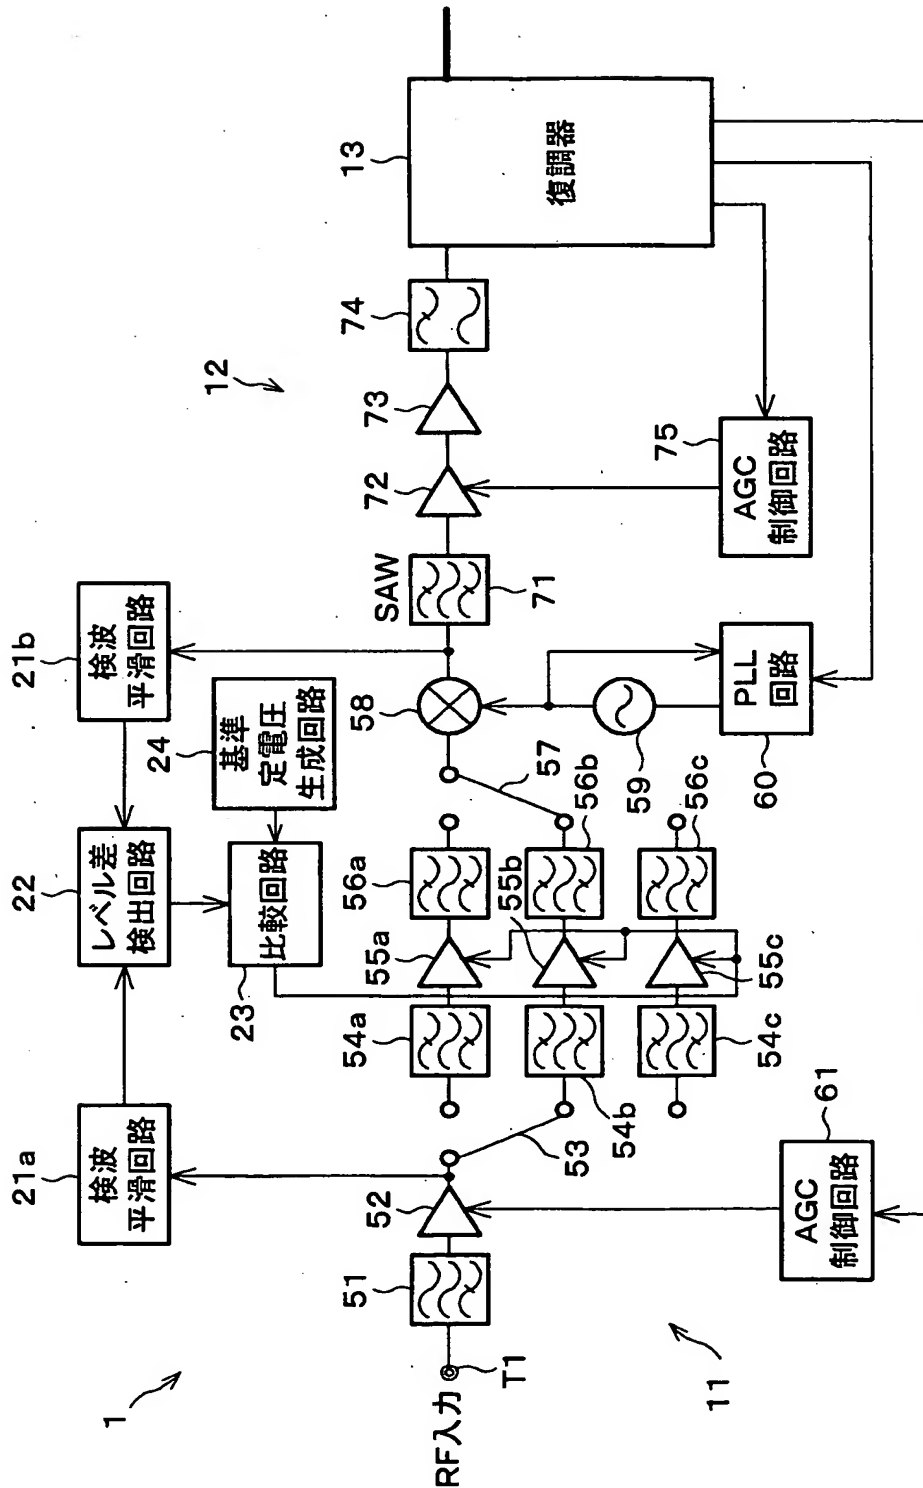 1
12
11
21a
検波
平滑回路
22
レベル差
検出回路
21b
検波
平滑回路
24
基準
定電圧
生成回路
23
比較回路
RF入力
T1
51
52
53
54a
55a
56a
54b
55b
56b
54c
55c
56c
57
58
59
60
PLL
回路
61
AGC
制御回路
SAW
71
72
73
74
75
AGC
制御回路
13
復調器